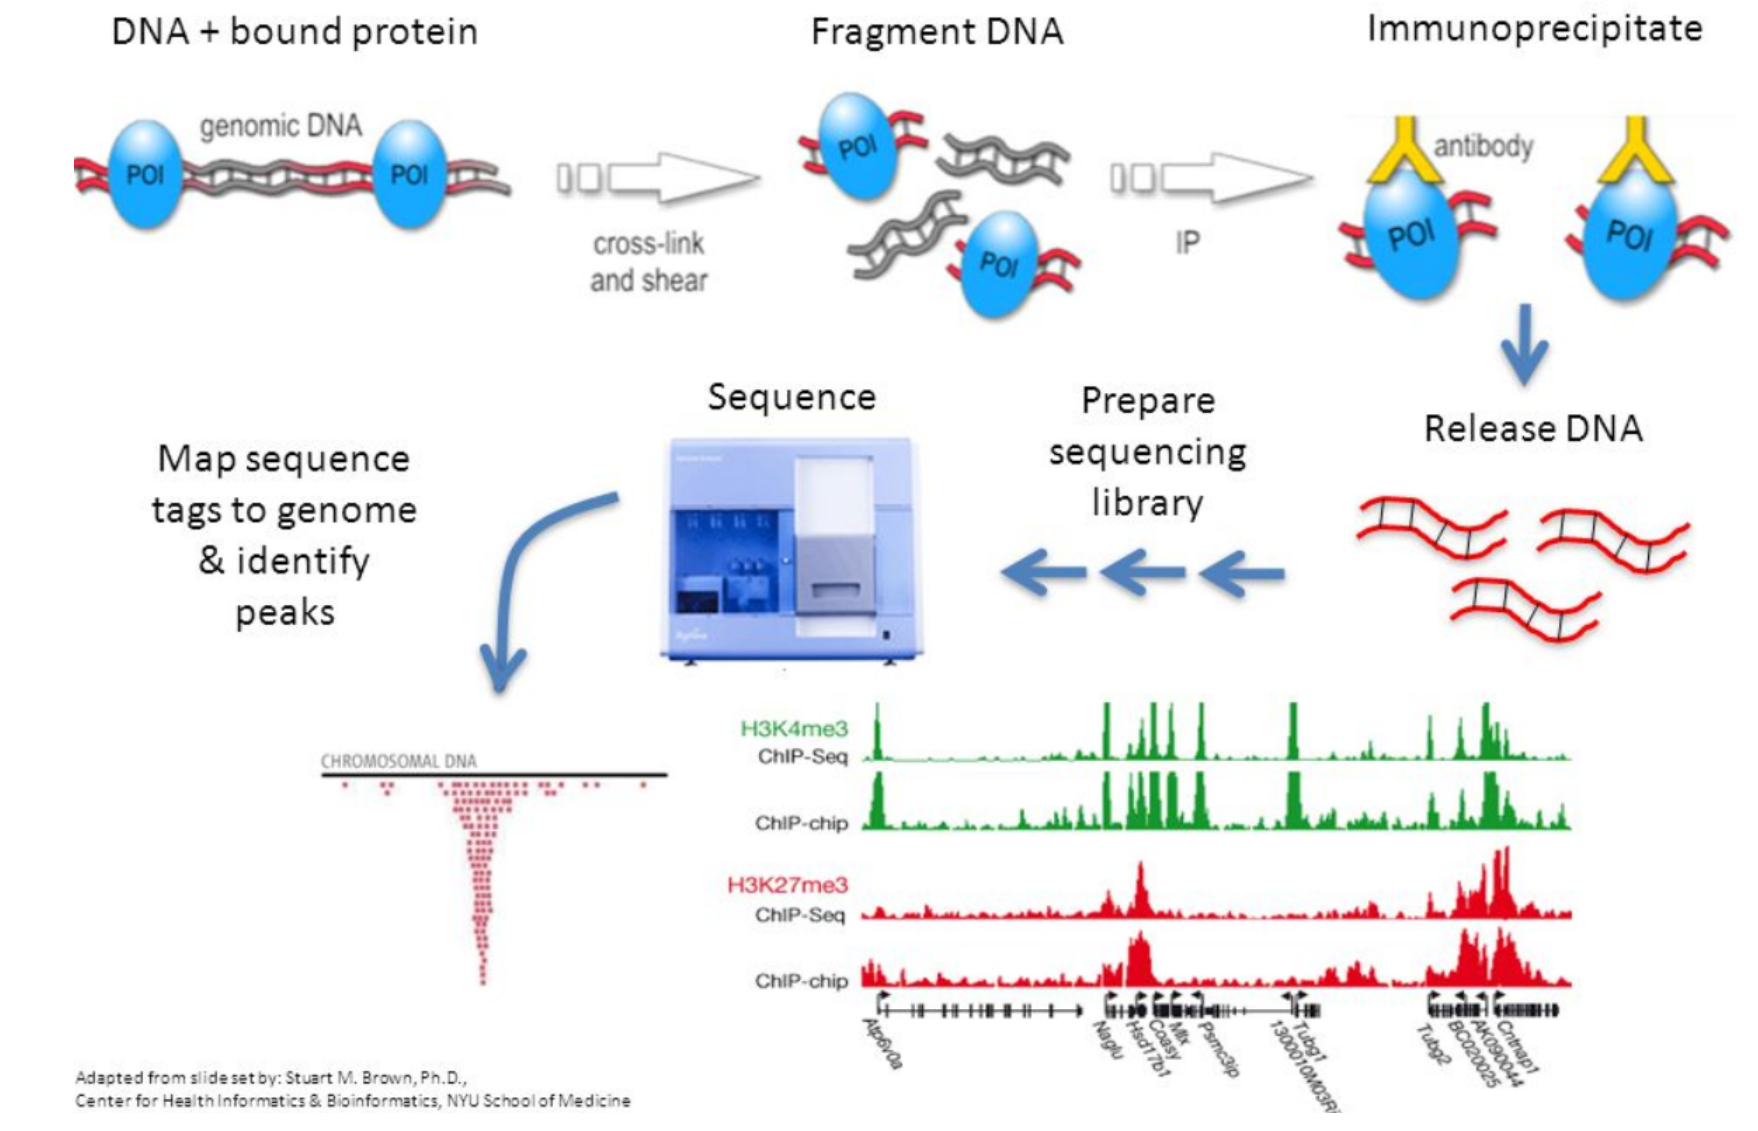 DNA + bound protein
Fragment DNA
Immunoprecipitate
genomic DNA
POI
POI
cross-link
and shear
POI
POI
IP
antibody
POI
POI
Release DNA
Prepare
sequencing
library
Sequence
Map sequence
tags to genome
& identify
peaks
CHROMOSOMAL DNA
H3K4me3
ChIP-Seq
ChIP-chip
H3K27me3
ChIP-Seq
ChIP-chip
Atp6v0a
Naglu
Hsd17b1
Coasy
Mlx
Psmc3ip
1300010M03Ri
Tubg1
Tubg2
BC020025
AK090044
Cntnap1
Adapted from slide set by: Stuart M. Brown, Ph.D.,
Center for Health Informatics & Bioinformatics, NYU School of Medicine